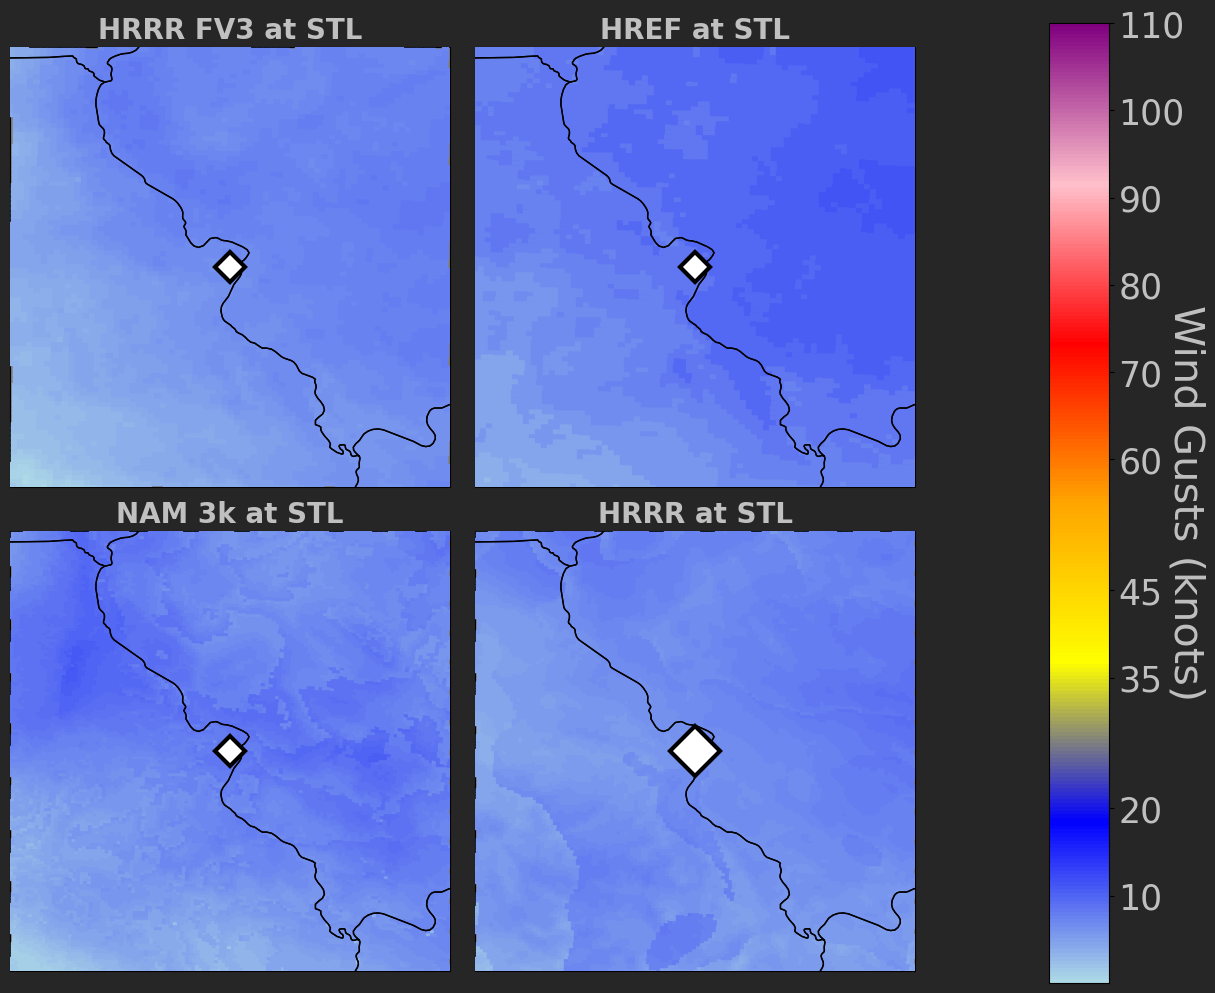 HRRR FV3 at STL
HREF at STL
NAM 3k at STL
HRRR at STL
110
100
90
80
70
60
45
35
20
10
Wind Gusts (knots)